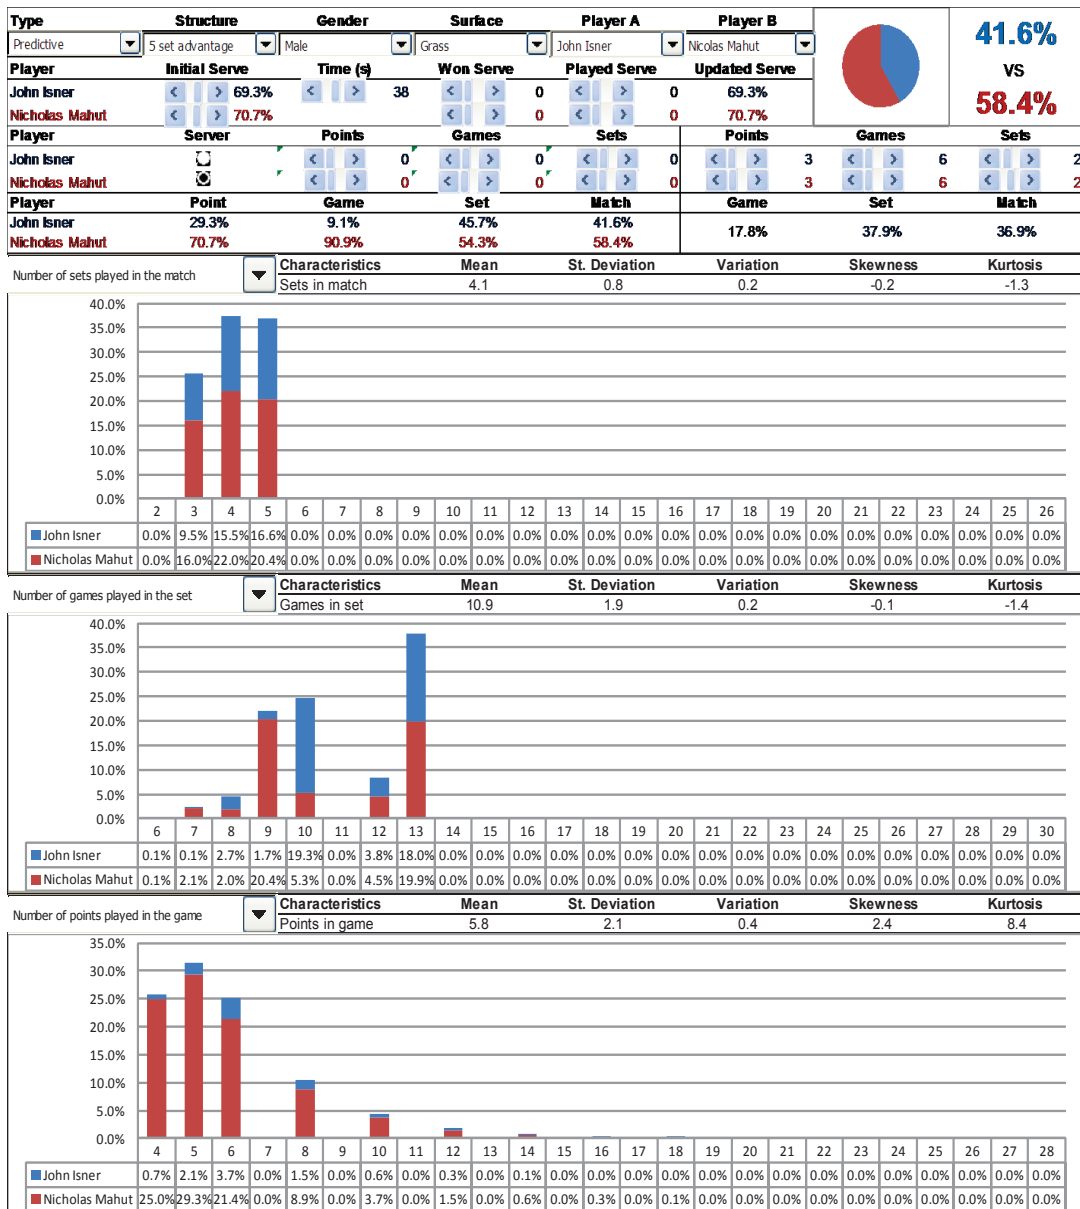 Type Structure Gender Surface Player A Player B
Predictive 5 set advantage Male Grass John Isner Nicolas Mahut
41.6%
VS
58.4%
Player Initial Serve Time (s) Won Serve Played Serve Updated Serve
John Isner 69.3% 38 0 0 69.3%
Nicholas Mahut 70.7% 0 0 70.7%
Player Server Points Games Sets Points Games Sets
John Isner 0 0 0 3 6 2
Nicholas Mahut 0 0 0 3 6 2
Player Point Game Set Match Game Set Match
John Isner 29.3% 9.1% 45.7% 41.6%
17.8% 37.9% 36.9%
Nicholas Mahut 70.7% 90.9% 54.3% 58.4%
Number of sets played in the match
Characteristics Mean St. Deviation Variation Skewness Kurtosis
Sets in match 4.1 0.8 0.2 -0.2 -1.3
40.0%
35.0%
30.0%
25.0%
20.0%
15.0%
10.0%
5.0%
0.0%
2 3 4 5 6 7 8 9 10 11 12 13 14 15 16 17 18 19 20 21 22 23 24 25 26
John Isner 0.0% 9.5% 15.5% 16.6% 0.0% 0.0% 0.0% 0.0% 0.0% 0.0% 0.0% 0.0% 0.0% 0.0% 0.0% 0.0% 0.0% 0.0% 0.0% 0.0% 0.0% 0.0% 0.0% 0.0% 0.0%
Nicholas Mahut 0.0% 16.0% 22.0% 20.4% 0.0% 0.0% 0.0% 0.0% 0.0% 0.0% 0.0% 0.0% 0.0% 0.0% 0.0% 0.0% 0.0% 0.0% 0.0% 0.0% 0.0% 0.0% 0.0% 0.0% 0.0%
Number of games played in the set
Characteristics Mean St. Deviation Variation Skewness Kurtosis
Games in set 10.9 1.9 0.2 -0.1 -1.4
40.0%
35.0%
30.0%
25.0%
20.0%
15.0%
10.0%
5.0%
0.0%
6 7 8 9 10 11 12 13 14 15 16 17 18 19 20 21 22 23 24 25 26 27 28 29 30
John Isner 0.1% 0.1% 2.7% 1.7% 19.3% 0.0% 3.8% 18.0% 0.0% 0.0% 0.0% 0.0% 0.0% 0.0% 0.0% 0.0% 0.0% 0.0% 0.0% 0.0% 0.0% 0.0% 0.0% 0.0% 0.0%
Nicholas Mahut 0.1% 2.1% 2.0% 20.4% 5.3% 0.0% 4.5% 19.9% 0.0% 0.0% 0.0% 0.0% 0.0% 0.0% 0.0% 0.0% 0.0% 0.0% 0.0% 0.0% 0.0% 0.0% 0.0% 0.0% 0.0%
Number of points played in the game
Characteristics Mean St. Deviation Variation Skewness Kurtosis
Points in game 5.8 2.1 0.4 2.4 8.4
35.0%
30.0%
25.0%
20.0%
15.0%
10.0%
5.0%
0.0%
4 5 6 7 8 9 10 11 12 13 14 15 16 17 18 19 20 21 22 23 24 25 26 27 28
John Isner 0.7% 2.1% 3.7% 0.0% 1.5% 0.0% 0.6% 0.0% 0.3% 0.0% 0.1% 0.0% 0.0% 0.0% 0.0% 0.0% 0.0% 0.0% 0.0% 0.0% 0.0% 0.0% 0.0% 0.0% 0.0%
Nicholas Mahut 25.0% 29.3% 21.4% 0.0% 8.9% 0.0% 3.7% 0.0% 1.5% 0.0% 0.6% 0.0% 0.3% 0.0% 0.1% 0.0% 0.0% 0.0% 0.0% 0.0% 0.0% 0.0% 0.0% 0.0% 0.0%